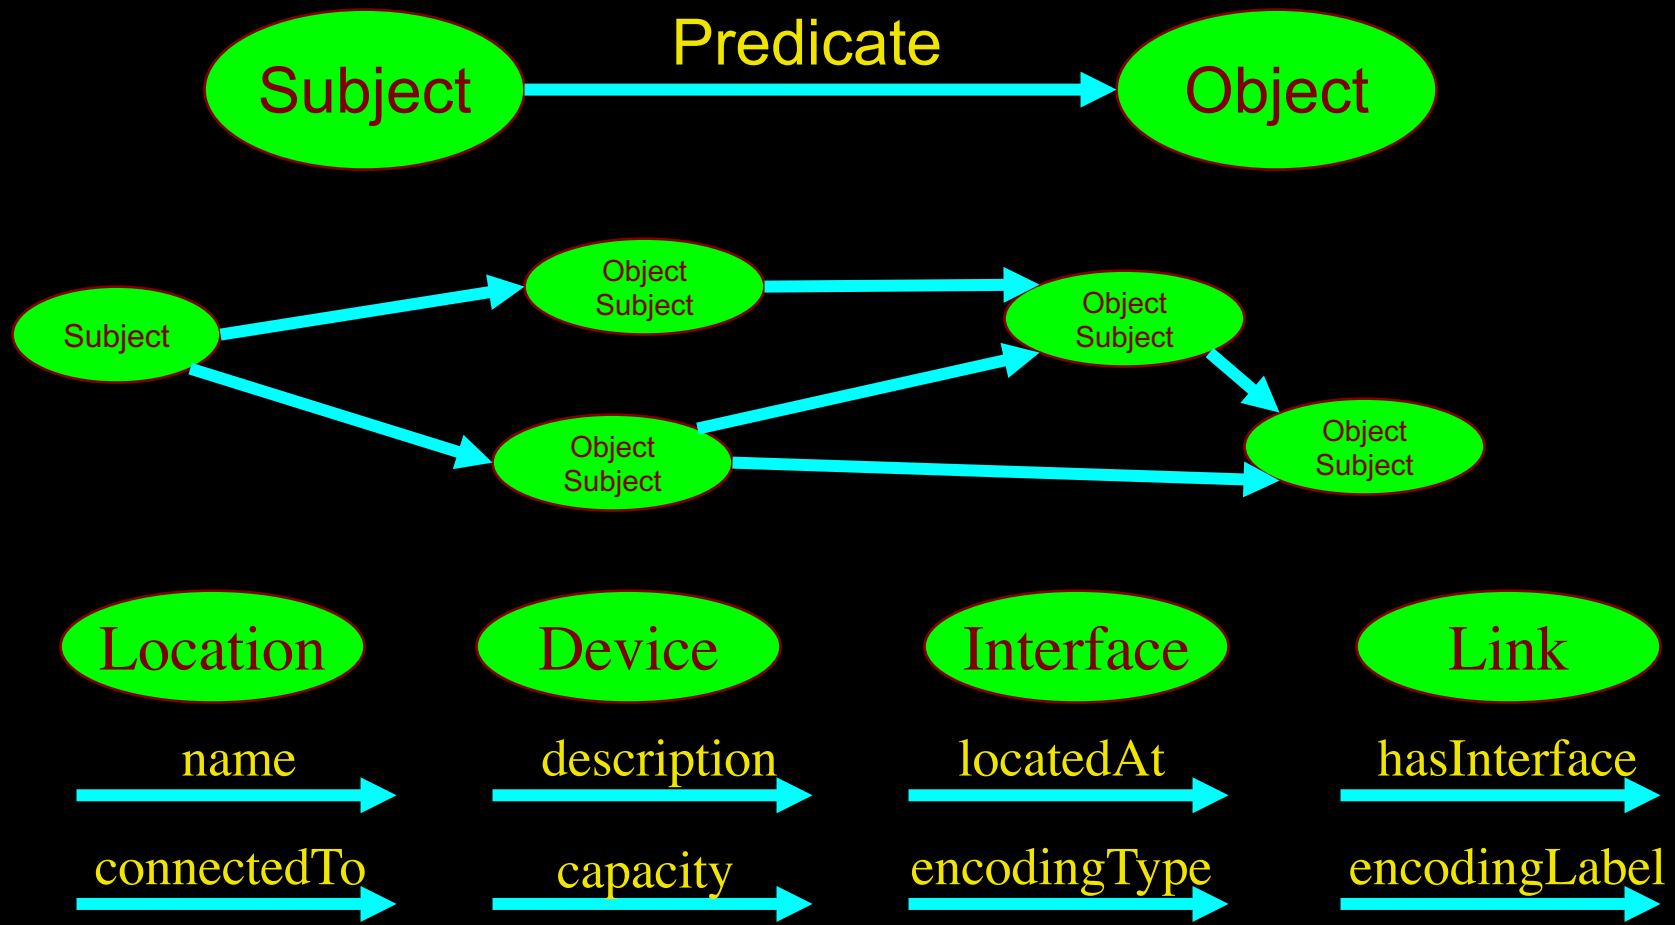 Predicate
Subject
Object
Object
Subject
Object
Subject
Subject
Object
Subject
Object
Subject
Location
Device
Interface
Link
name
description
locatedAt
hasInterface
connectedTo
capacity
encodingType
encodingLabel